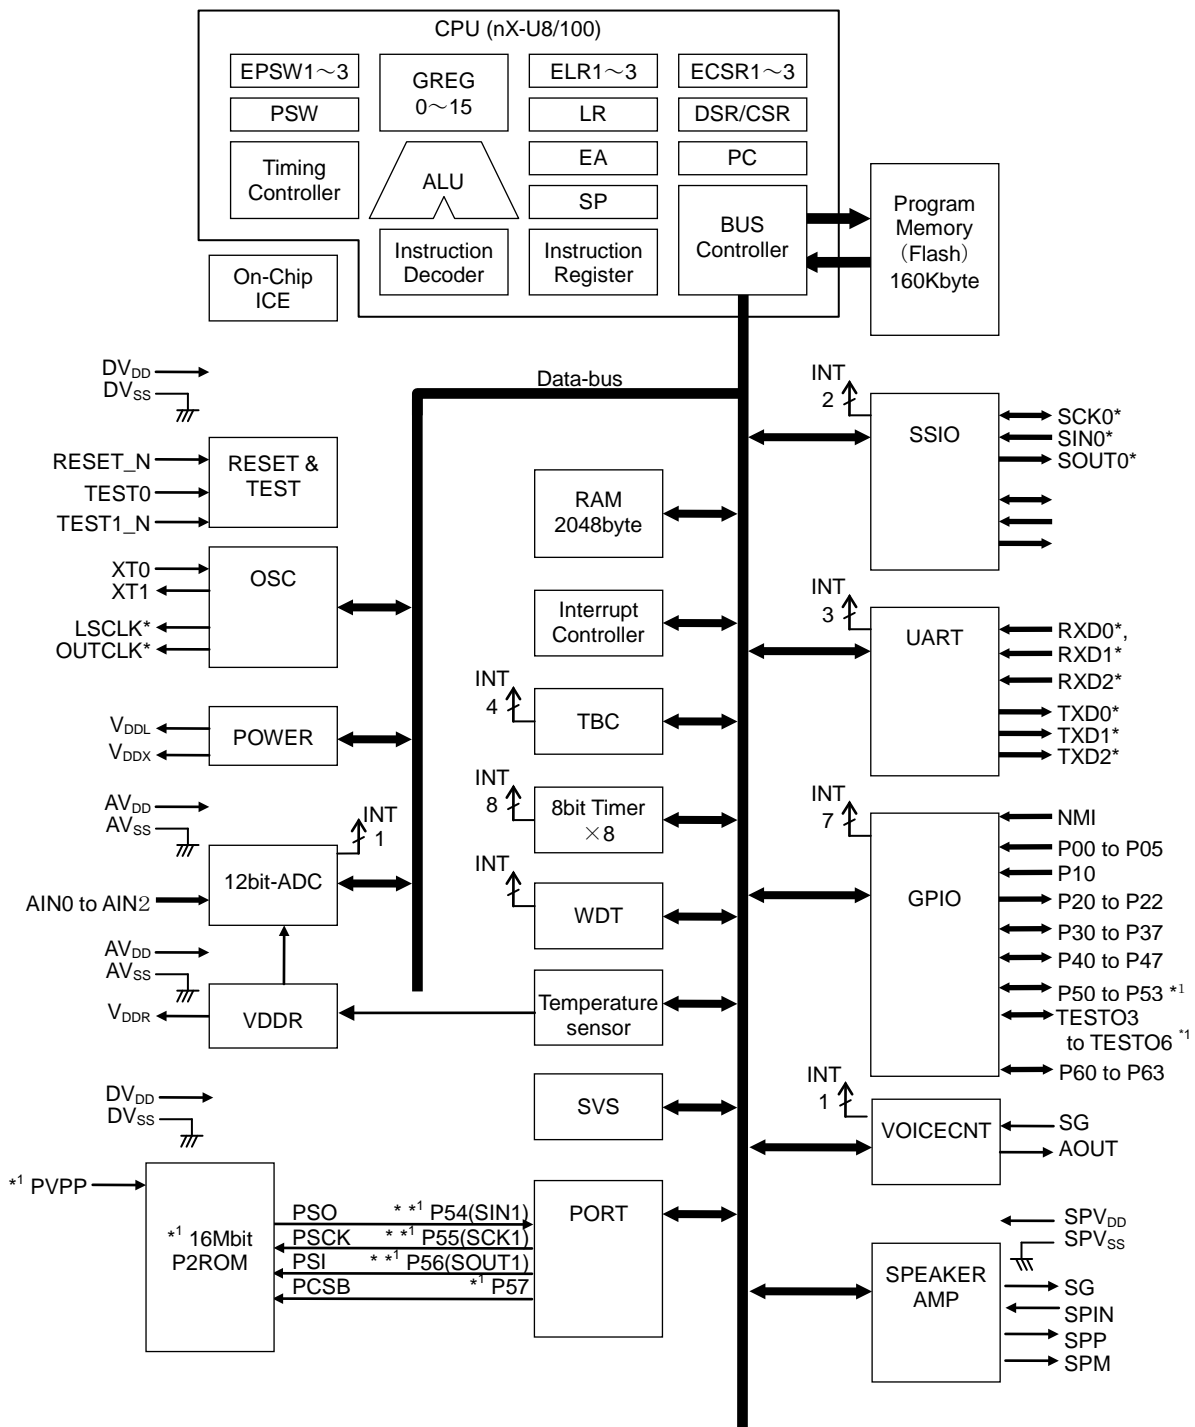 CPU (nX-U8/100)
EPSW1～3
GREG
0～15
ELR1～3
ECSR1～3
PSW
LR
DSR/CSR
Timing
Controller
ALU
EA
PC
SP
BUS
Controller
Program
Memory
（Flash）
160Kbyte
Instruction
Decoder
Instruction
Register
On-Chip
ICE
DVDD
DVSS
Data-bus
INT
2
SSIO
SCK0*
SIN0*
SOUT0*
RESET_N
TEST0
TEST1_N
RESET &
TEST
RAM
2048byte
XT0
XT1
LSCLK*
OUTCLK*
OSC
Interrupt
Controller
INT
3
UART
RXD0*,
RXD1*
RXD2*
TXD0*
TXD1*
TXD2*
INT
4
TBC
VDDL
VDDX
POWER
AVDD
AVSS
INT
1
INT
8
8bit Timer
×8
INT
7
GPIO
NMI
P00 to P05
P10
P20 to P22
P30 to P37
P40 to P47
P50 to P53 *1
TESTO3
to TESTO6 *1
P60 to P63
12bit-ADC
AIN0 to AIN2
INT
WDT
AVDD
AVSS
VDDR
VDDR
Temperature
sensor
DVDD
DVSS
SVS
INT
1
VOICECNT
SG
AOUT
*1 PVPP
*1 16Mbit
P2ROM
PSO
* *1 P54(SIN1)
PSCK
* *1 P55(SCK1)
PSI
* *1 P56(SOUT1)
PCSB
*1 P57
PORT
SPVDD
SPVSS
SPEAKER
AMP
SG
SPIN
SPP
SPM